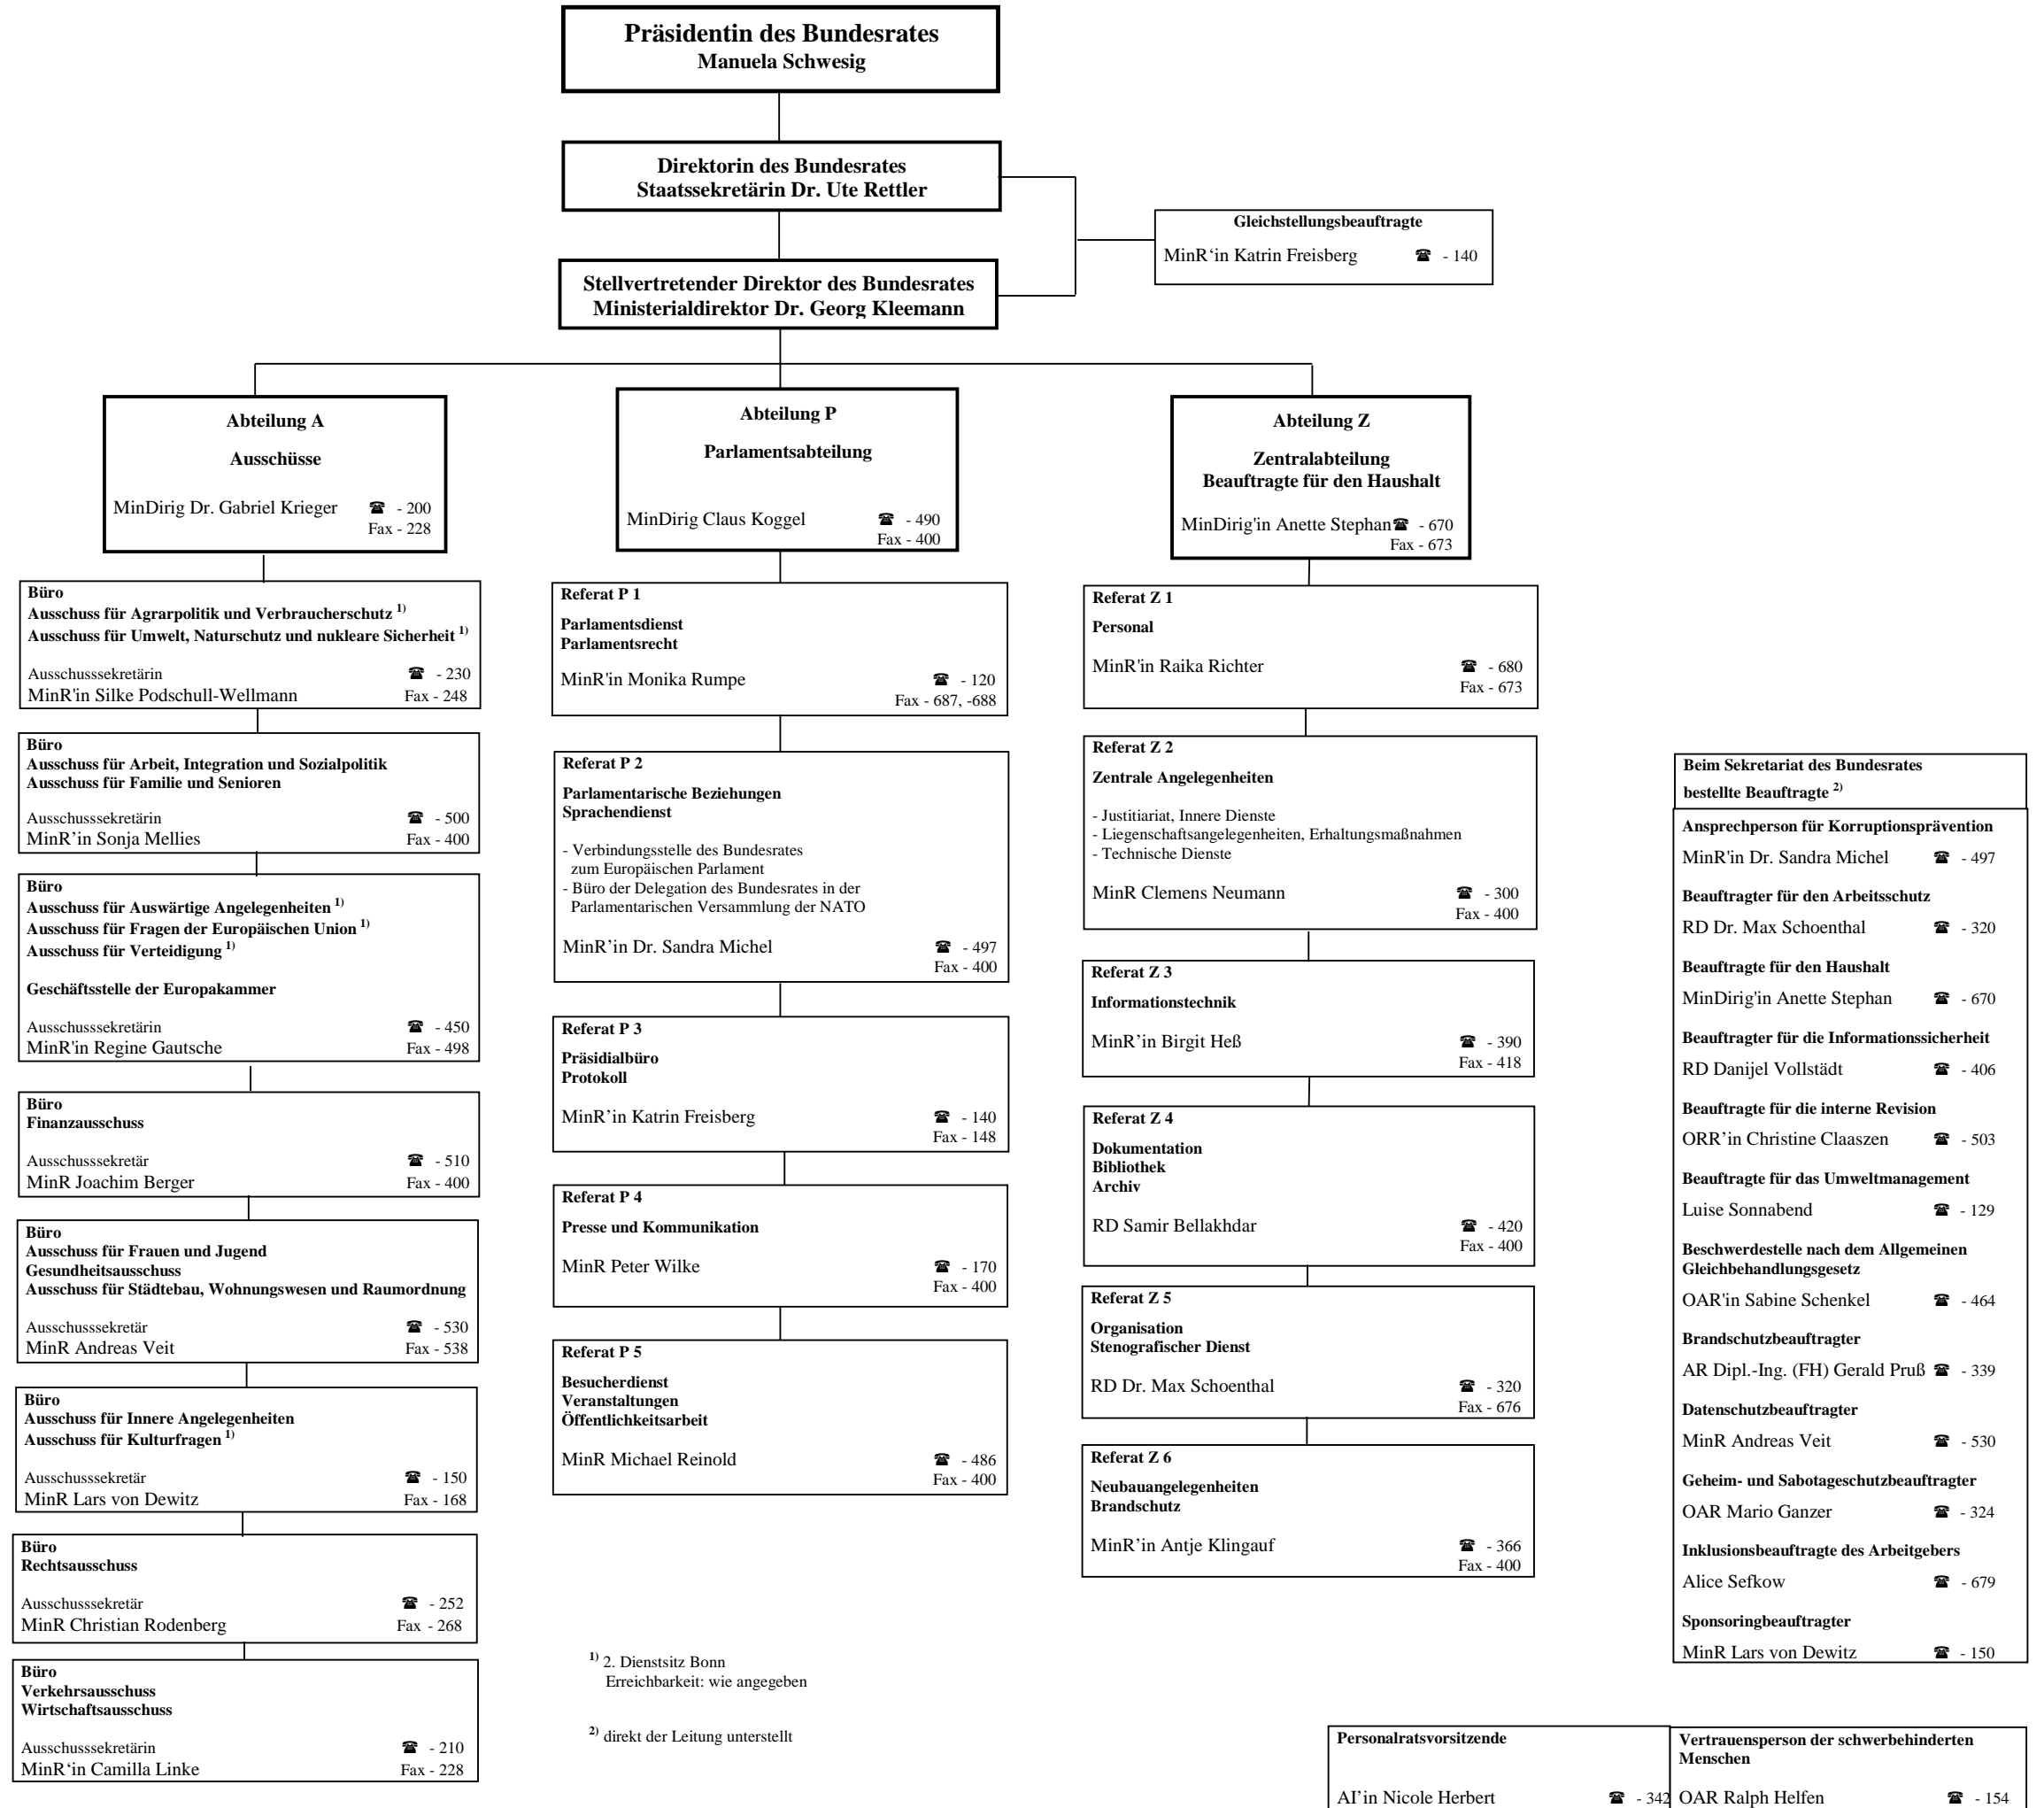 Präsidentin des Bundesrates
Manuela Schwesig
Direktorin des Bundesrates
Staatssekretärin Dr. Ute Rettler
Gleichstellungsbeauftragte
MinR‘in Katrin Freisberg ☎ - 140
Stellvertretender Direktor des Bundesrates
Ministerialdirektor Dr. Georg Kleemann
Abteilung A
Ausschüsse
MinDirig Dr. Gabriel Krieger ☎ - 200
Fax - 228
Abteilung P
Parlamentsabteilung
MinDirig Claus Koggel ☎ - 490
Fax - 400
Abteilung Z
Zentralabteilung
Beauftragte für den Haushalt
MinDirig'in Anette Stephan ☎ - 670
Fax - 673
Büro
Ausschuss für Agrarpolitik und Verbraucherschutz 1)
Ausschuss für Umwelt, Naturschutz und nukleare Sicherheit 1)
Ausschusssekretärin ☎ - 230
MinR'in Silke Podschull-Wellmann Fax - 248
Büro
Ausschuss für Arbeit, Integration und Sozialpolitik
Ausschuss für Familie und Senioren
Ausschusssekretärin ☎ - 500
MinR’in Sonja Mellies Fax - 400
Büro
Ausschuss für Auswärtige Angelegenheiten 1)
Ausschuss für Fragen der Europäischen Union 1)
Ausschuss für Verteidigung 1)
Geschäftsstelle der Europakammer
Ausschusssekretärin ☎ - 450
MinR'in Regine Gautsche Fax - 498
Büro
Finanzausschuss
Ausschusssekretär ☎ - 510
MinR Joachim Berger Fax - 400
Büro
Ausschuss für Frauen und Jugend
Gesundheitsausschuss
Ausschuss für Städtebau, Wohnungswesen und Raumordnung
Ausschusssekretär ☎ - 530
MinR Andreas Veit Fax - 538
Büro
Ausschuss für Innere Angelegenheiten
Ausschuss für Kulturfragen 1)
Ausschusssekretär ☎ - 150
MinR Lars von Dewitz Fax - 168
Büro
Rechtsausschuss
Ausschusssekretär ☎ - 252
MinR Christian Rodenberg Fax - 268
Büro
Verkehrsausschuss
Wirtschaftsausschuss
Ausschusssekretärin ☎ - 210
MinR‘in Camilla Linke Fax - 228
Referat P 1
Parlamentsdienst
Parlamentsrecht
MinR'in Monika Rumpe ☎ - 120
Fax - 687, -688
Referat P 2
Parlamentarische Beziehungen
Sprachendienst
- Verbindungsstelle des Bundesrates
zum Europäischen Parlament
- Büro der Delegation des Bundesrates in der
Parlamentarischen Versammlung der NATO
MinR’in Dr. Sandra Michel ☎ - 497
Fax - 400
Referat P 3
Präsidialbüro
Protokoll
MinR’in Katrin Freisberg ☎ - 140
Fax - 148
Referat P 4
Presse und Kommunikation
MinR Peter Wilke ☎ - 170
Fax - 400
Referat P 5
Besucherdienst
Veranstaltungen
Öffentlichkeitsarbeit
MinR Michael Reinold ☎ - 486
Fax - 400
1) 2. Dienstsitz Bonn
Erreichbarkeit: wie angegeben
2) direkt der Leitung unterstellt
Referat Z 1
Personal
MinR'in Raika Richter ☎ - 680
Fax - 673
Referat Z 2
Zentrale Angelegenheiten
- Justitiariat, Innere Dienste
- Liegenschaftsangelegenheiten, Erhaltungsmaßnahmen
- Technische Dienste
MinR Clemens Neumann ☎ - 300
Fax - 400
Referat Z 3
Informationstechnik
MinR’in Birgit Heß ☎ - 390
Fax - 418
Referat Z 4
Dokumentation
Bibliothek
Archiv
RD Samir Bellakhdar ☎ - 420
Fax - 400
Referat Z 5
Organisation
Stenografischer Dienst
RD Dr. Max Schoenthal ☎ - 320
Fax - 676
Referat Z 6
Neubauangelegenheiten
Brandschutz
MinR’in Antje Klingauf ☎ - 366
Fax - 400
Beim Sekretariat des Bundesrates
bestellte Beauftragte 2)
Ansprechperson für Korruptionsprävention
MinR'in Dr. Sandra Michel ☎ - 497
Beauftragter für den Arbeitsschutz
RD Dr. Max Schoenthal ☎ - 320
Beauftragte für den Haushalt
MinDirig'in Anette Stephan ☎ - 670
Beauftragter für die Informationssicherheit
RD Danijel Vollstädt ☎ - 406
Beauftragte für die interne Revision
ORR’in Christine Claaszen ☎ - 503
Beauftragte für das Umweltmanagement
Luise Sonnabend ☎ - 129
Beschwerdestelle nach dem Allgemeinen
Gleichbehandlungsgesetz
OAR'in Sabine Schenkel ☎ - 464
Brandschutzbeauftragter
AR Dipl.-Ing. (FH) Gerald Pruß ☎ - 339
Datenschutzbeauftragter
MinR Andreas Veit ☎ - 530
Geheim- und Sabotageschutzbeauftragter
OAR Mario Ganzer ☎ - 324
Inklusionsbeauftragte des Arbeitgebers
Alice Sefkow ☎ - 679
Sponsoringbeauftragter
MinR Lars von Dewitz ☎ - 150
Personalratsvorsitzende
AI’in Nicole Herbert ☎ - 342
Vertrauensperson der schwerbehinderten
Menschen
OAR Ralph Helfen ☎ - 154